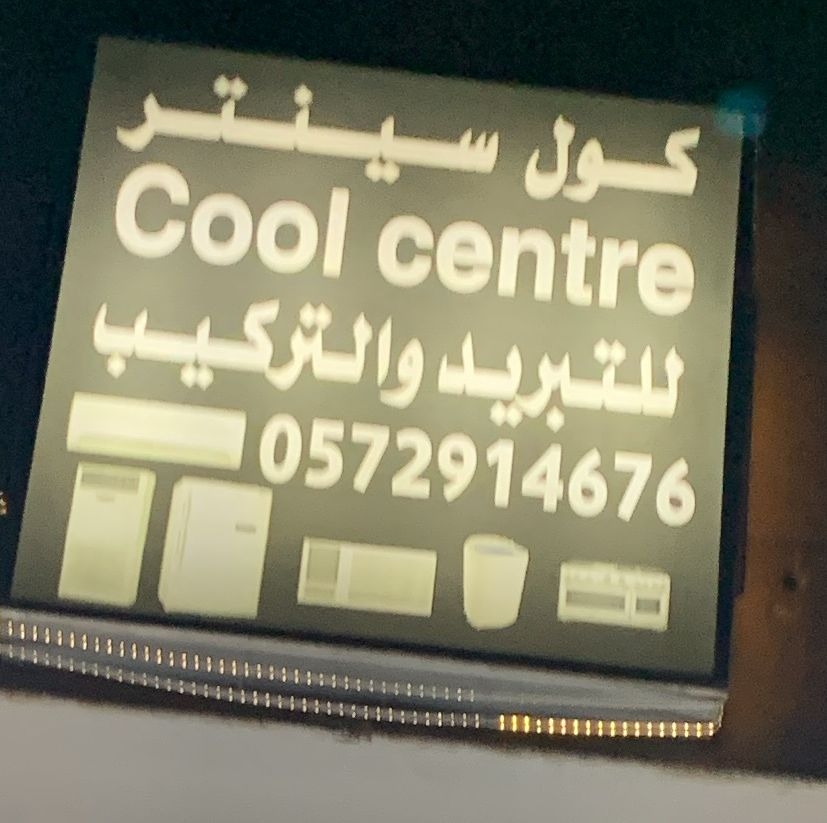 كول سينتر
Cool centre
للتبريد والتركيب
0572914676